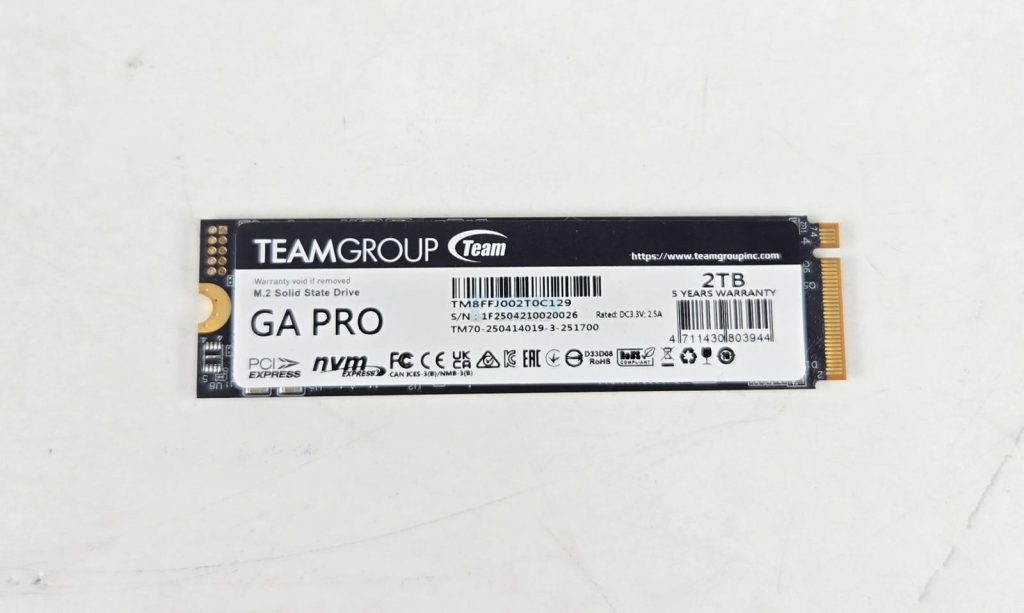 TEAMGROUP Team
https://www.teamgroupinc.com
Warranty void if removed
M.2 Solid State Drive
GA PRO
TM8FFJ002T0C129
S/N : 1F2504210020026 Rated: DC3.3V; 2.5A
TM70-250414019-3-251700
2TB
5 YEARS WARRANTY
4 711430 803944
PCI EXPRESS
nvm EXPRESS
FC CE UK CA EAC D33D08 RoHS RoHS COMPLIANT
CAN ICES-3(B)/NMB-3(B)